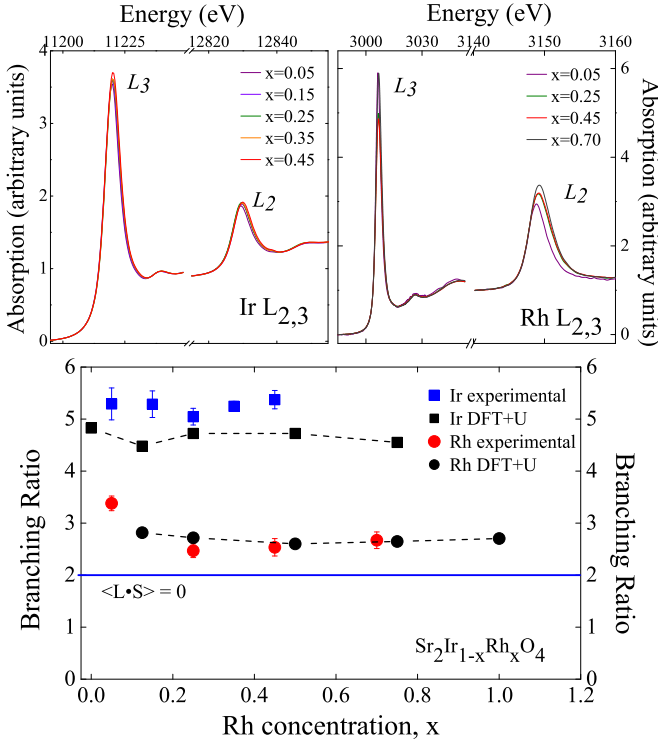 Energy (eV)
Energy (eV)
11200 11225 12820 12840
3005 3030 3140 3140 3150 3160
Absorption (arbitrary units)
4
3
2
1
0
L3
x=0.05
x=0.15
x=0.25
x=0.35
x=0.45
L2
Ir L2,3
L3
x=0.05
x=0.25
x=0.45
x=0.70
L2
Rh L2,3
6
5
4
3
2
1
0
Absorption (arbitrary units)
Branching Ratio
6
5
4
3
2
1
0
Ir experimental
Ir DFT+U
Rh experimental
Rh DFT+U
<L•S> = 0
Sr2Ir1-xRhxO4
6
5
4
3
2
1
0
Branching Ratio
0.0 0.2 0.4 0.6 0.8 1.0 1.2
Rh concentration, x